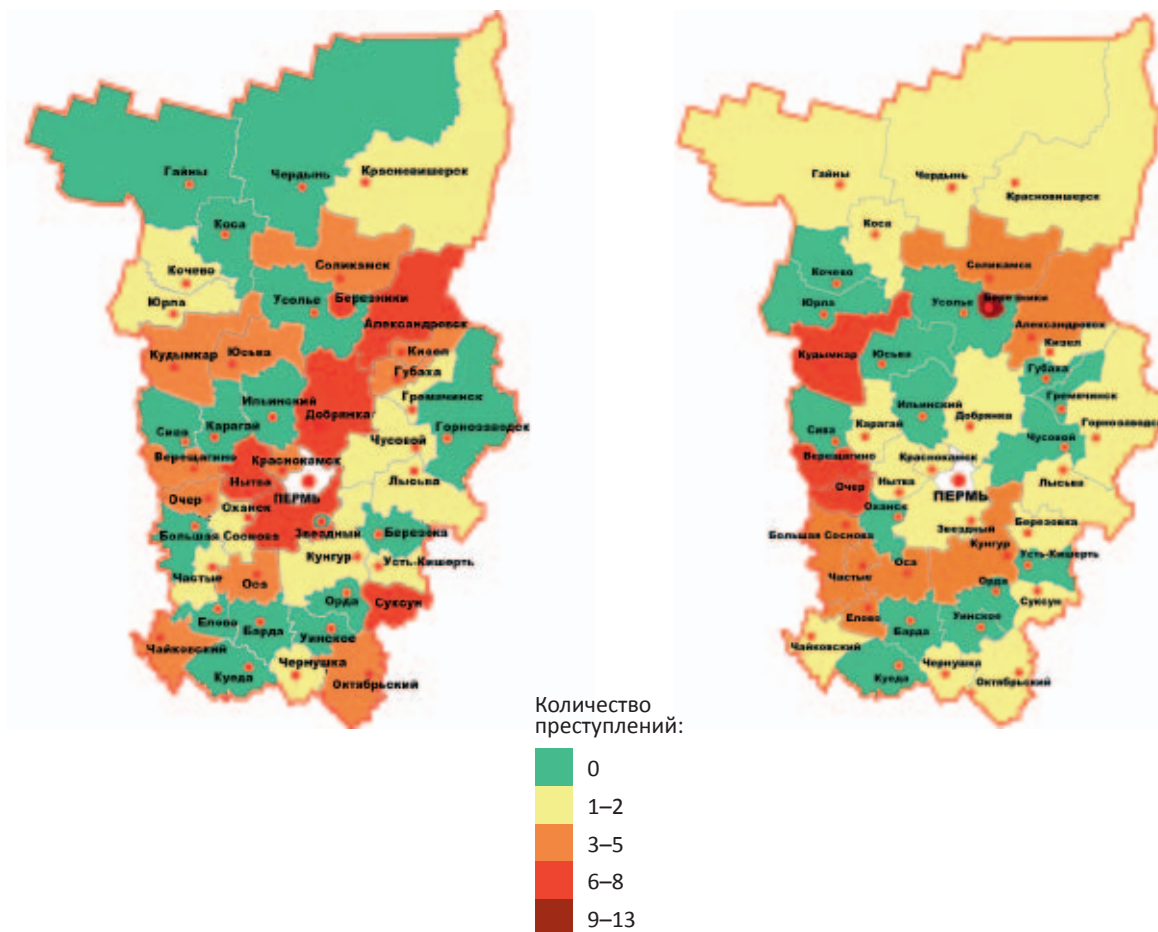 Гайны
Чердынь
Красновишерск
Коса
Кочево
Соликамск
Юрла
Усолье
Березники
Александровск
Кудымкар
Юсьва
Кизел
Губаха
Ильинский
Добрянка
Гремячинск
Сива
Карагай
Горнозаводск
Чусовой
Верещагино
Краснокамск
Нытва
Лысьва
Очер
ПЕРМЬ
Оханск
Большая Соснова
Звездный
Кунгур
Усть-Кишерть
Частые
Оса
Орда
Суксун
Елово
Барда
Уинское
Чайковский
Куеда
Чернушка
Октябрьский
Гайны
Чердынь
Красновишерск
Коса
Кочево
Соликамск
Юрла
Усолье
Березники
Александровск
Кудымкар
Юсьва
Кизел
Губаха
Ильинский
Добрянка
Гремячинск
Сива
Карагай
Горнозаводск
Чусовой
Верещагино
Краснокамск
Нытва
Лысьва
Очер
ПЕРМЬ
Оханск
Большая Соснова
Звездный
Березовка
Кунгур
Усть-Кишерть
Частые
Оса
Орда
Суксун
Елово
Барда
Уинское
Чайковский
Куеда
Чернушка
Октябрьский
Количество
преступлений:
0
1–2
3–5
6–8
9–13